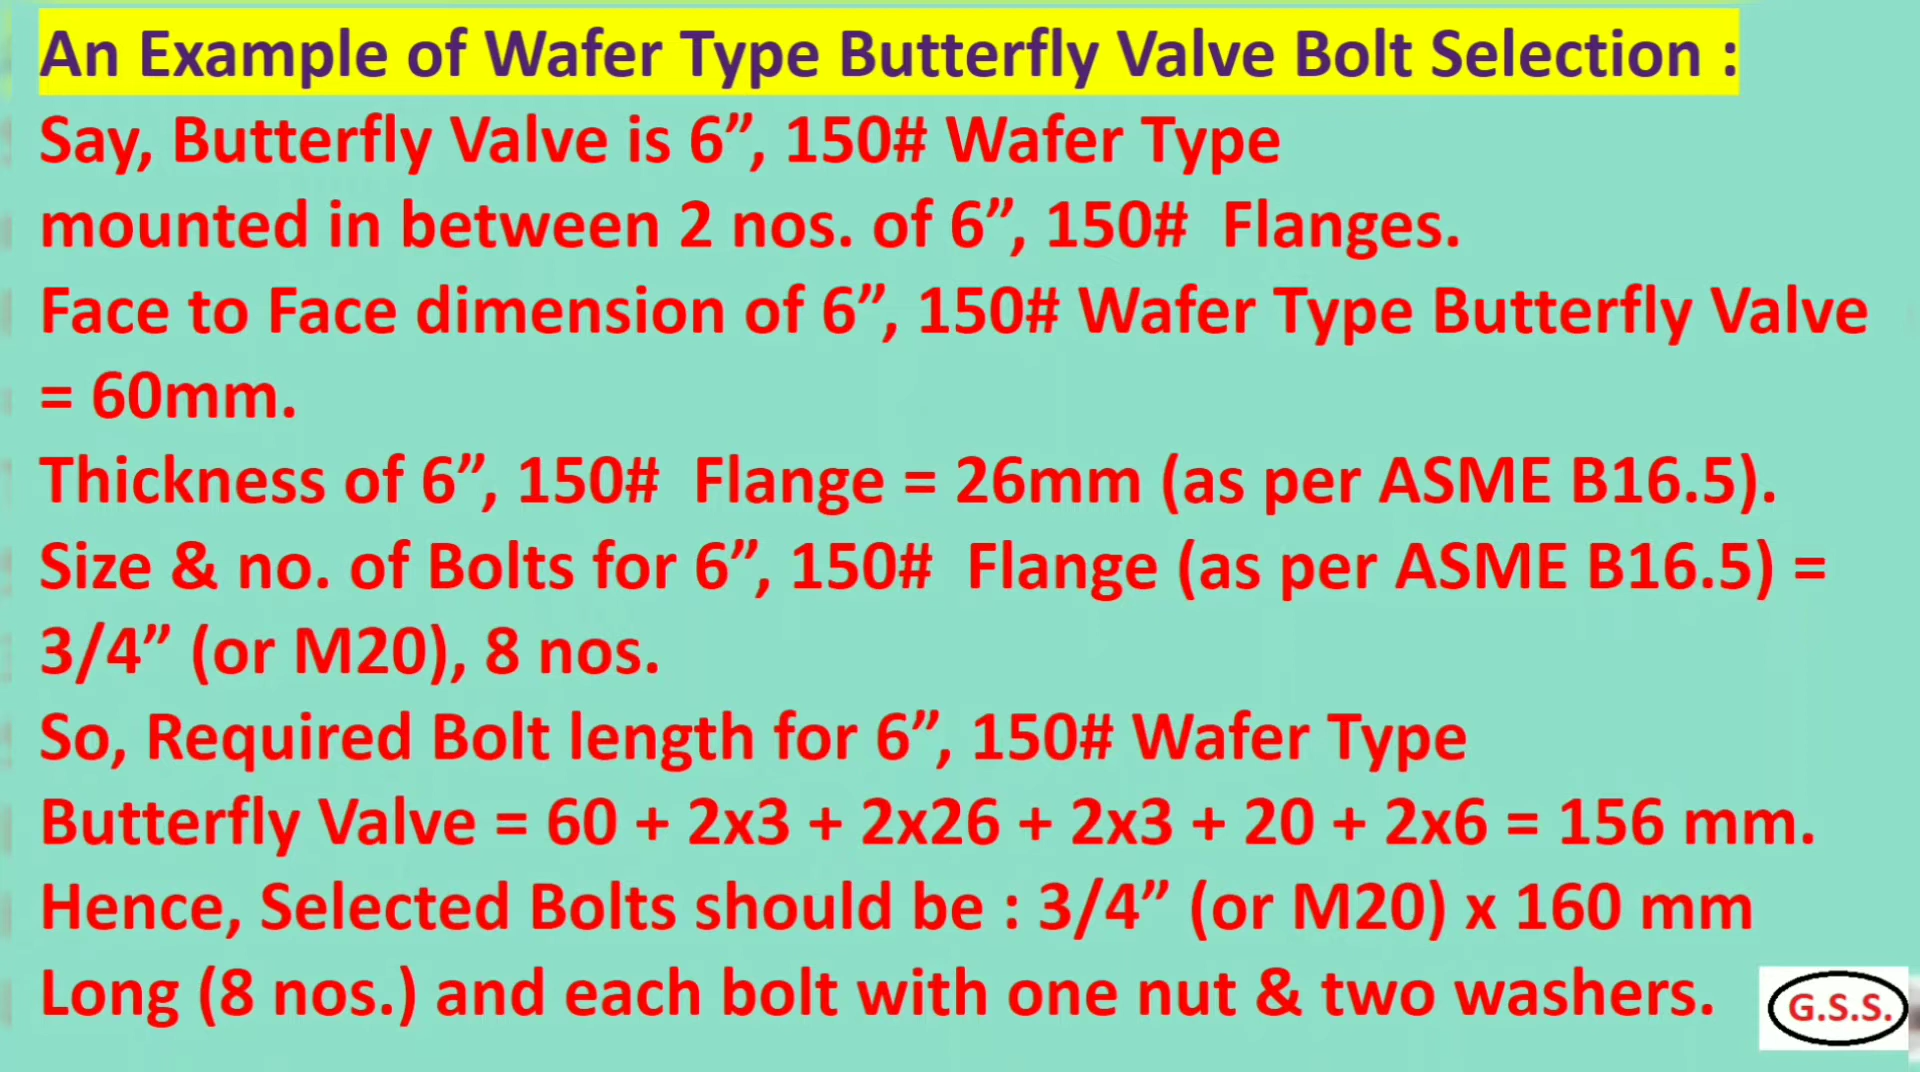 An Example of Wafer Type Butterfly Valve Bolt Selection :
Say, Butterfly Valve is 6”, 150# Wafer Type
mounted in between 2 nos. of 6”, 150#  Flanges.
Face to Face dimension of 6”, 150# Wafer Type Butterfly Valve
= 60mm.
Thickness of 6”, 150#  Flange = 26mm (as per ASME B16.5).
Size & no. of Bolts for 6”, 150#  Flange (as per ASME B16.5) =
3/4” (or M20), 8 nos.
So, Required Bolt length for 6”, 150# Wafer Type
Butterfly Valve = 60 + 2x3 + 2x26 + 2x3 + 20 + 2x6 = 156 mm.
Hence, Selected Bolts should be : 3/4” (or M20) x 160 mm
Long (8 nos.) and each bolt with one nut & two washers.
G.S.S.